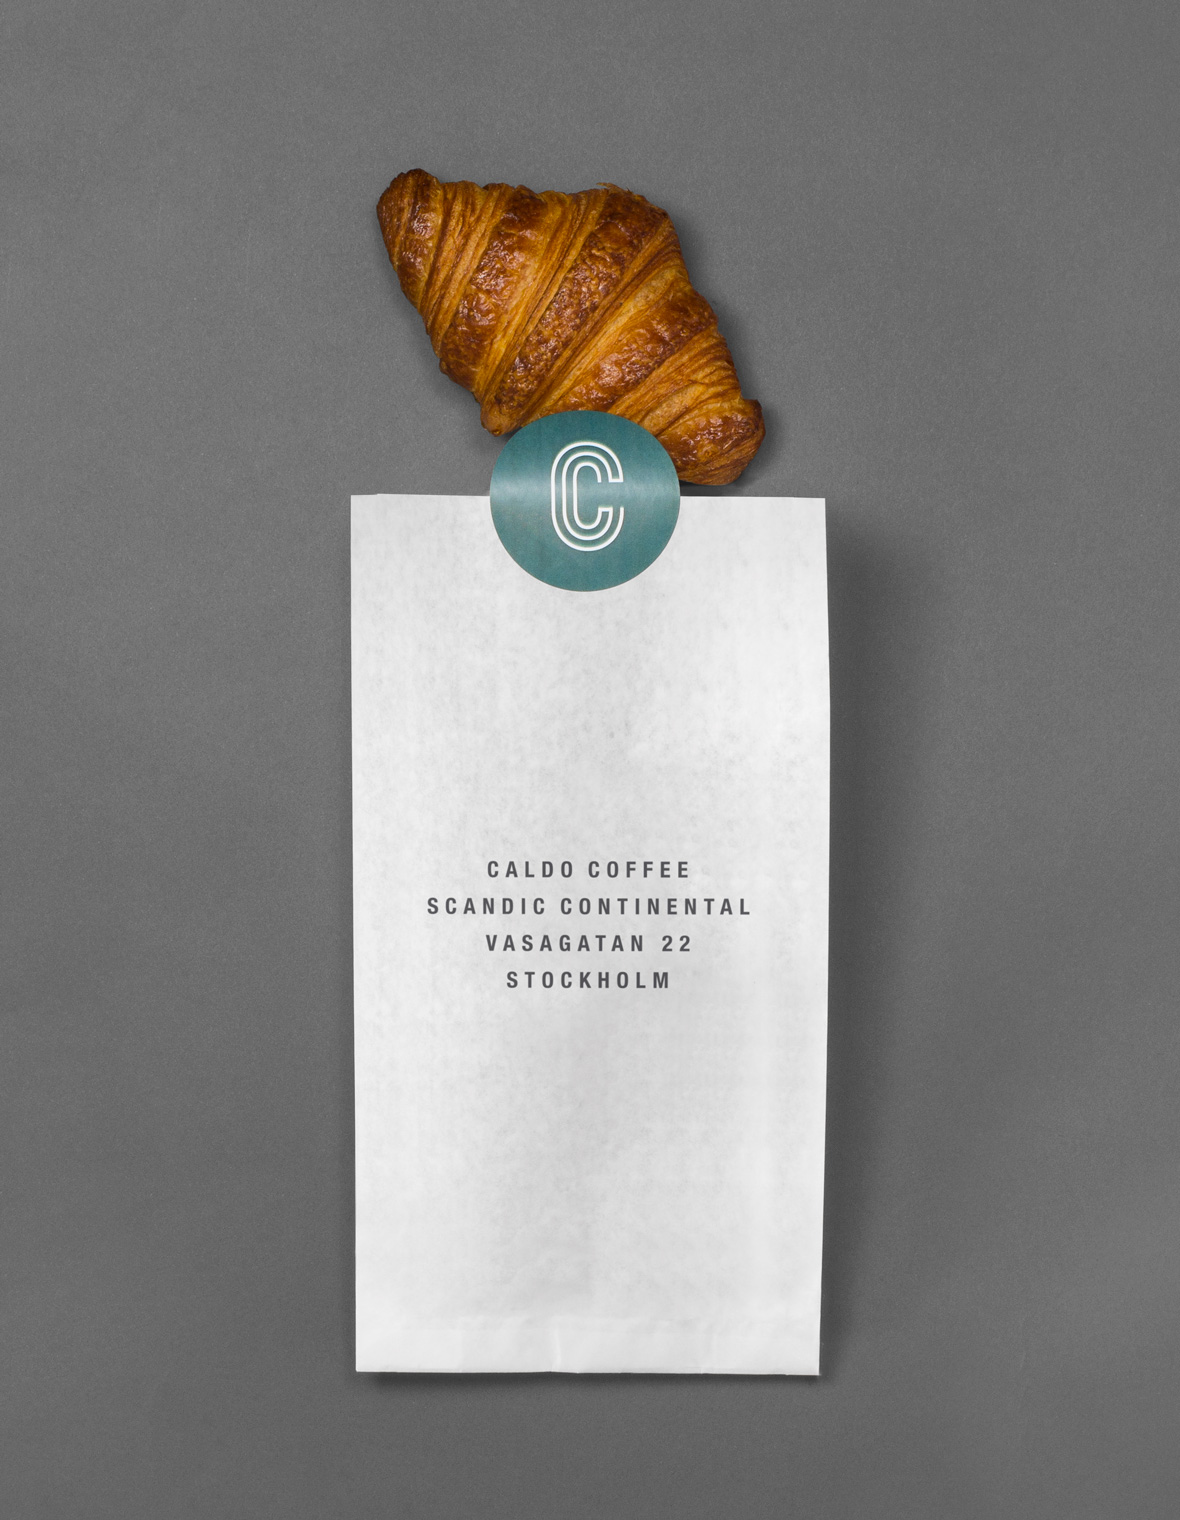 C
CALDO COFFEE
SCANDIC CONTINENTAL
VASAGATAN 22
STOCKHOLM